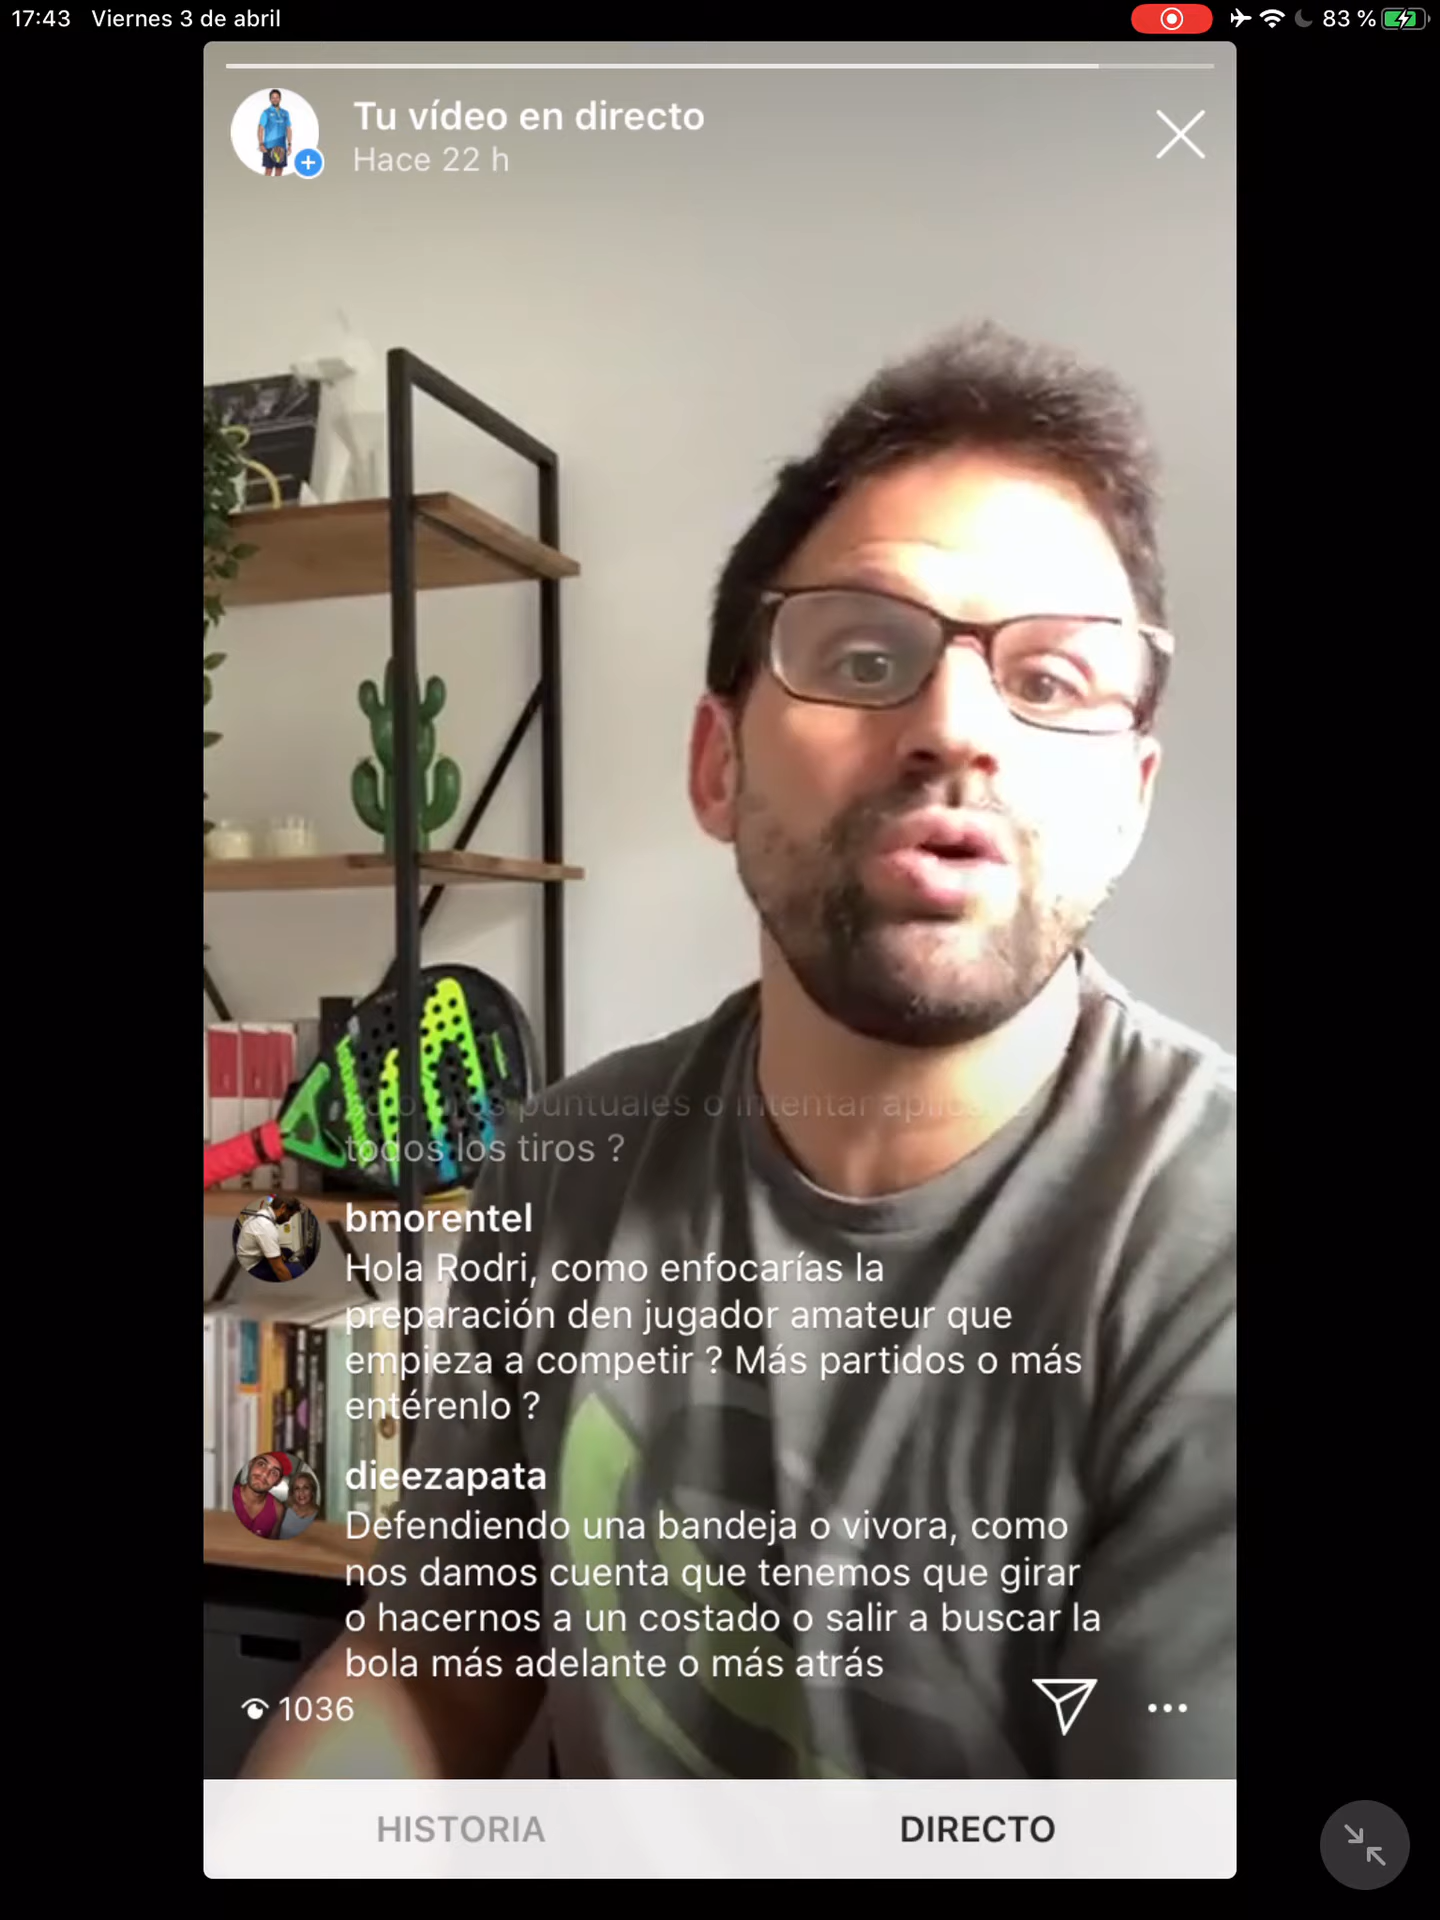 17:43 Viernes 3 de abril
83 %
Tu vídeo en directo
Hace 22 h
puntuales o intentar
todos los tiros ?
bmorentel
Hola Rodri, como enfocarías la
preparación den jugador amateur que
empieza a competir ? Más partidos o más
entérenlo ?
dieezapata
Defendiendo una bandeja o vivora, como
nos damos cuenta que tenemos que girar
o hacernos a un costado o salir a buscar la
bola más adelante o más atrás
1036
HISTORIA
DIRECTO